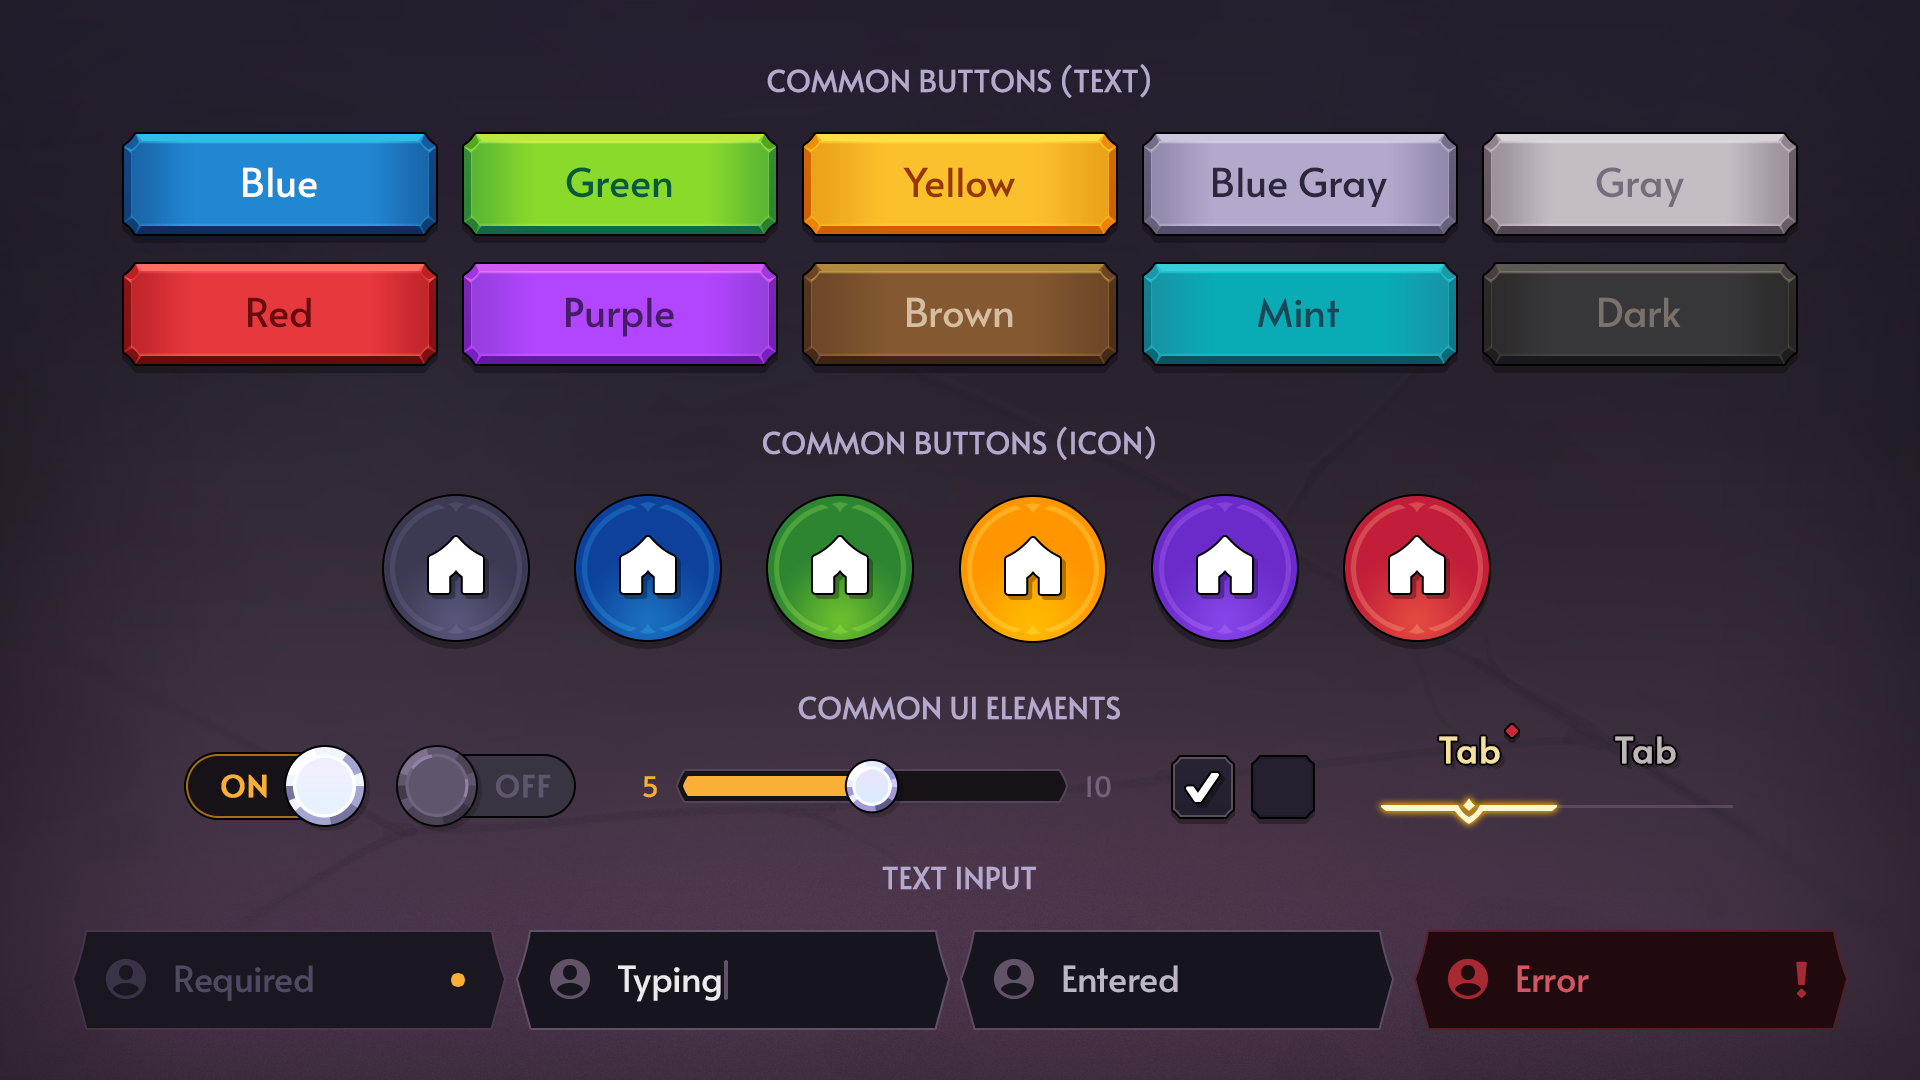 COMMON BUTTONS (TEXT)
Blue
Green
Yellow
Blue Gray
Gray
Red
Purple
Brown
Mint
Dark
COMMON BUTTONS (ICON)
COMMON UI ELEMENTS
ON
OFF
5
10
Tab
Tab
TEXT INPUT
Required
Typing
Entered
Error
!